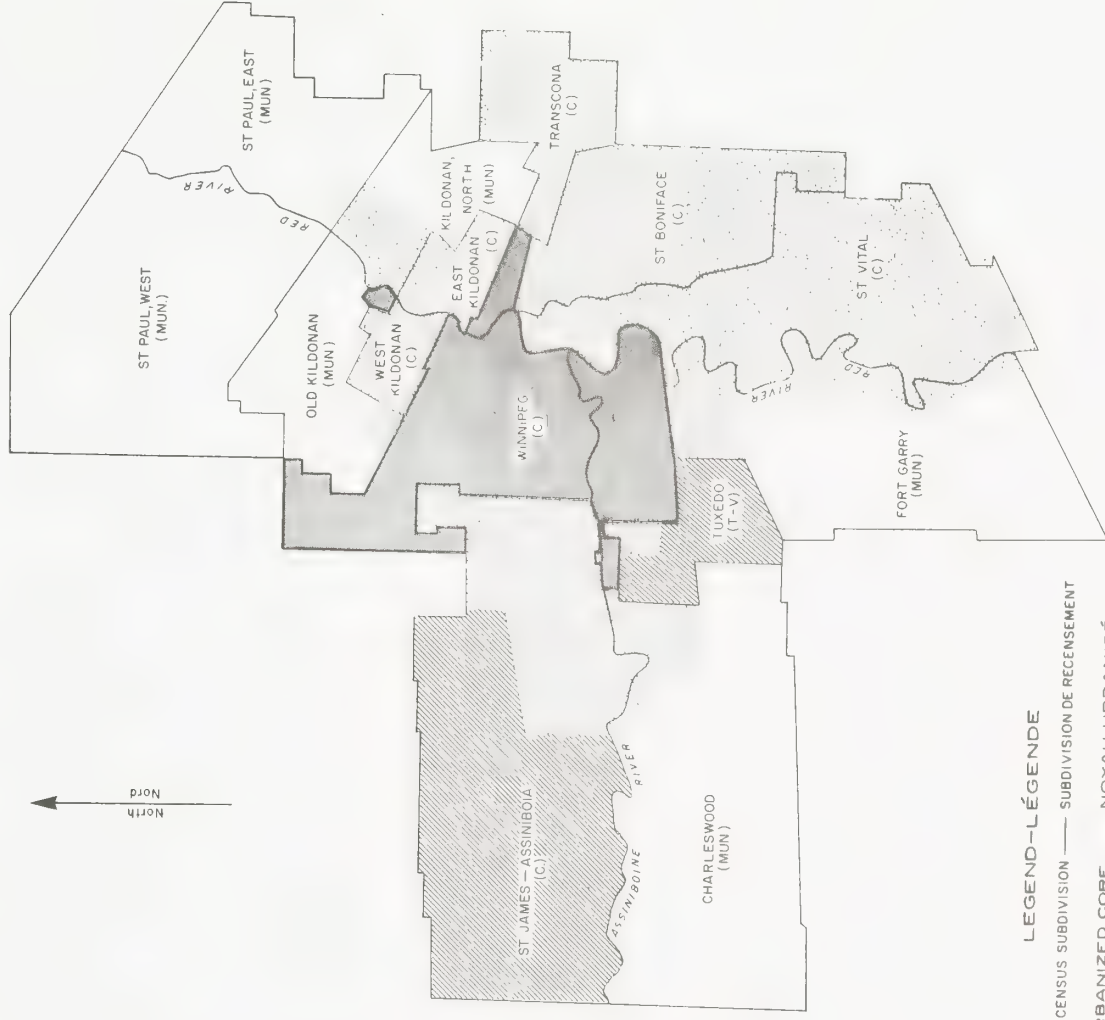 ST PAUL, EAST
(MUN)
ST PAUL, WEST
(MUN.)
RED
RIVER
TRANSCONA
(C)
KILDONAN,
NORTH
(MUN)
OLD KILDONAN
(MUN)
WEST
KILDONAN
(C)
EAST
KILDONAN
(C)
ST BONIFACE
(C)
WINNIPEG
(C)
ST VITAL
(C)
RED
RIVER
TUXEDO
(T-V)
FORT GARRY
(MUN)
North
Nord
ST JAMES-ASSINIBOIA
(C)
ASSINIBOINE
RIVER
CHARLESWOOD
(MUN)
LEGEND-LÉGENDE
CENSUS SUBDIVISION — SUBDIVISION DE RECENSEMENT